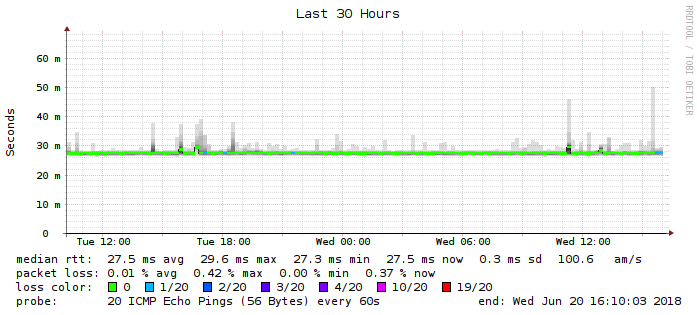 Last 30 Hours
RRDTOOL / TOBI OETIKER
Seconds
60 m
50 m
40 m
30 m
20 m
10 m
0
Tue 12:00 Tue 18:00 Wed 00:00 Wed 06:00 Wed 12:00
median rtt: 27.5 ms avg 29.6 ms max 27.3 ms min 27.5 ms now 0.3 ms sd 100.6 am/s
packet loss: 0.01 % avg 0.42 % max 0.00 % min 0.37 % now
loss color: 0 1/20 2/20 3/20 4/20 10/20 19/20
probe: 20 ICMP Echo Pings (56 Bytes) every 60s end: Wed Jun 20 16:10:03 2018